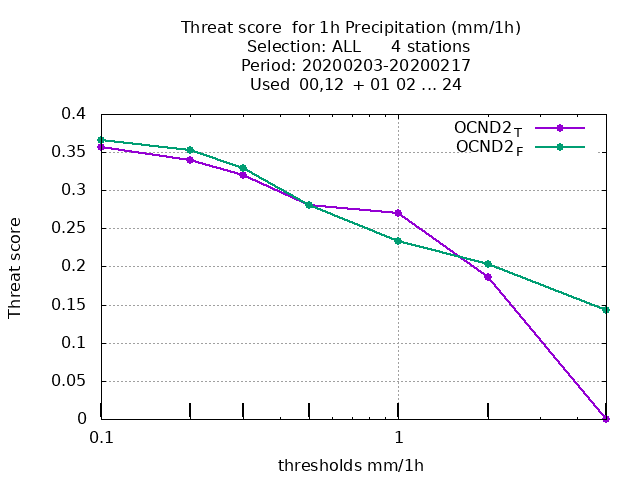 Threat score  for 1h Precipitation (mm/1h)
Selection: ALL      4 stations
Period: 20200203-20200217
Used  00,12  + 01 02 ... 24
OCND2T
OCND2F
0.4
0.35
0.3
0.25
0.2
0.15
0.1
0.05
0
Threat score
0.1
1
thresholds mm/1h